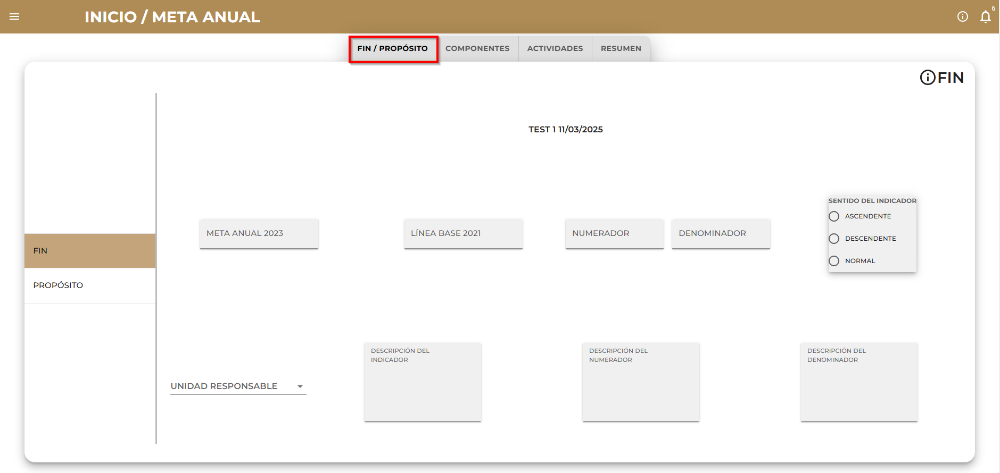 INICIO / META ANUAL
6
FIN / PROPÓSITO
COMPONENTES
ACTIVIDADES
RESUMEN
FIN
TEST 1 11/03/2025
FIN
PROPÓSITO
META ANUAL 2023
LÍNEA BASE 2021
NUMERADOR
DENOMINADOR
SENTIDO DEL INDICADOR
ASCENDENTE
DESCENDENTE
NORMAL
UNIDAD RESPONSABLE
DESCRIPCIÓN DEL
INDICADOR
DESCRIPCIÓN DEL
NUMERADOR
DESCRIPCIÓN DEL
DENOMINADOR